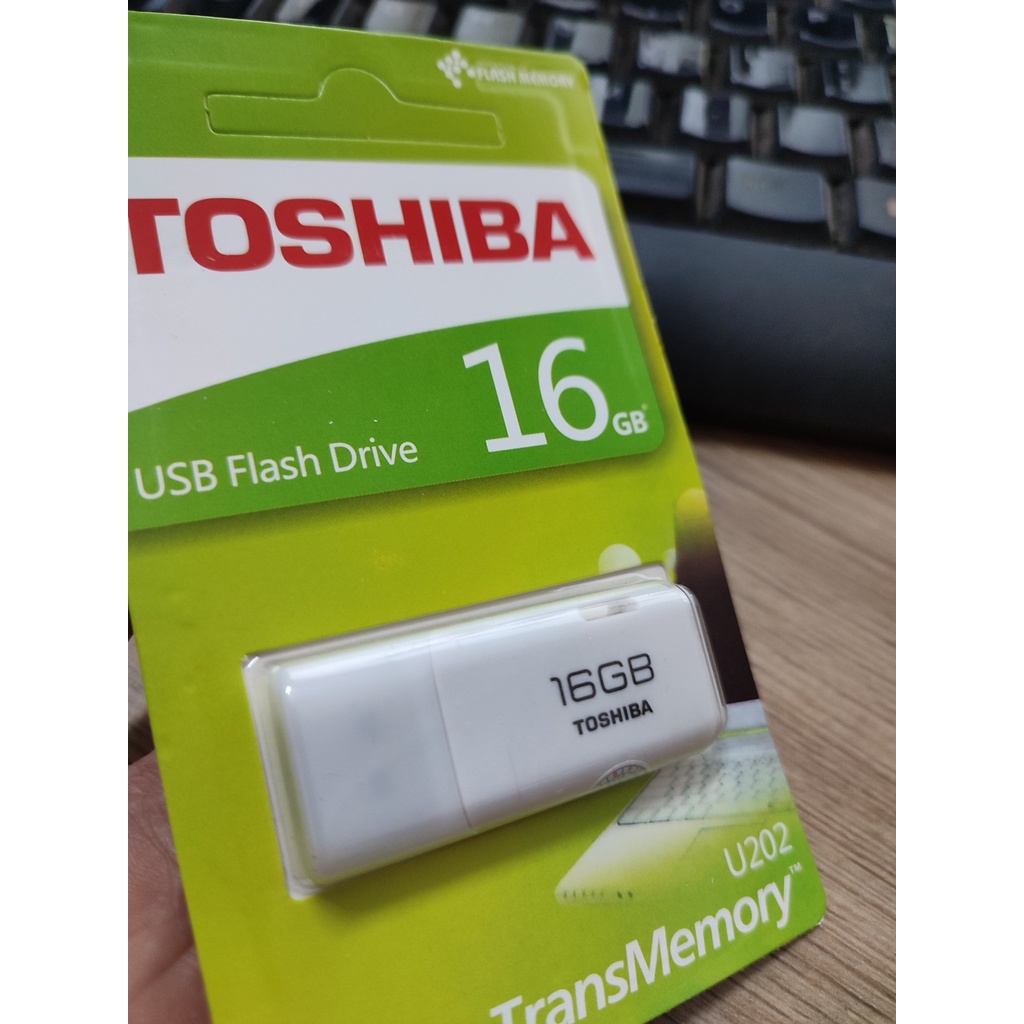 FLASH MEMORY
TOSHIBA
16GB
USB Flash Drive
16GB
TOSHIBA
U202
TransMemory™